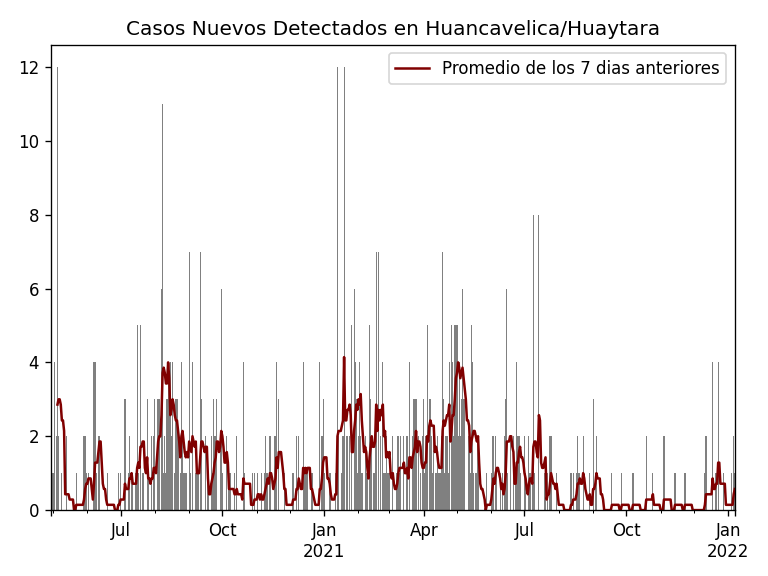 Casos Nuevos Detectados en Huancavelica/Huaytara
Promedio de los 7 dias anteriores
12
10
8
6
4
2
0
Jul
Oct
Jan
2021
Apr
Jul
Oct
Jan
2022